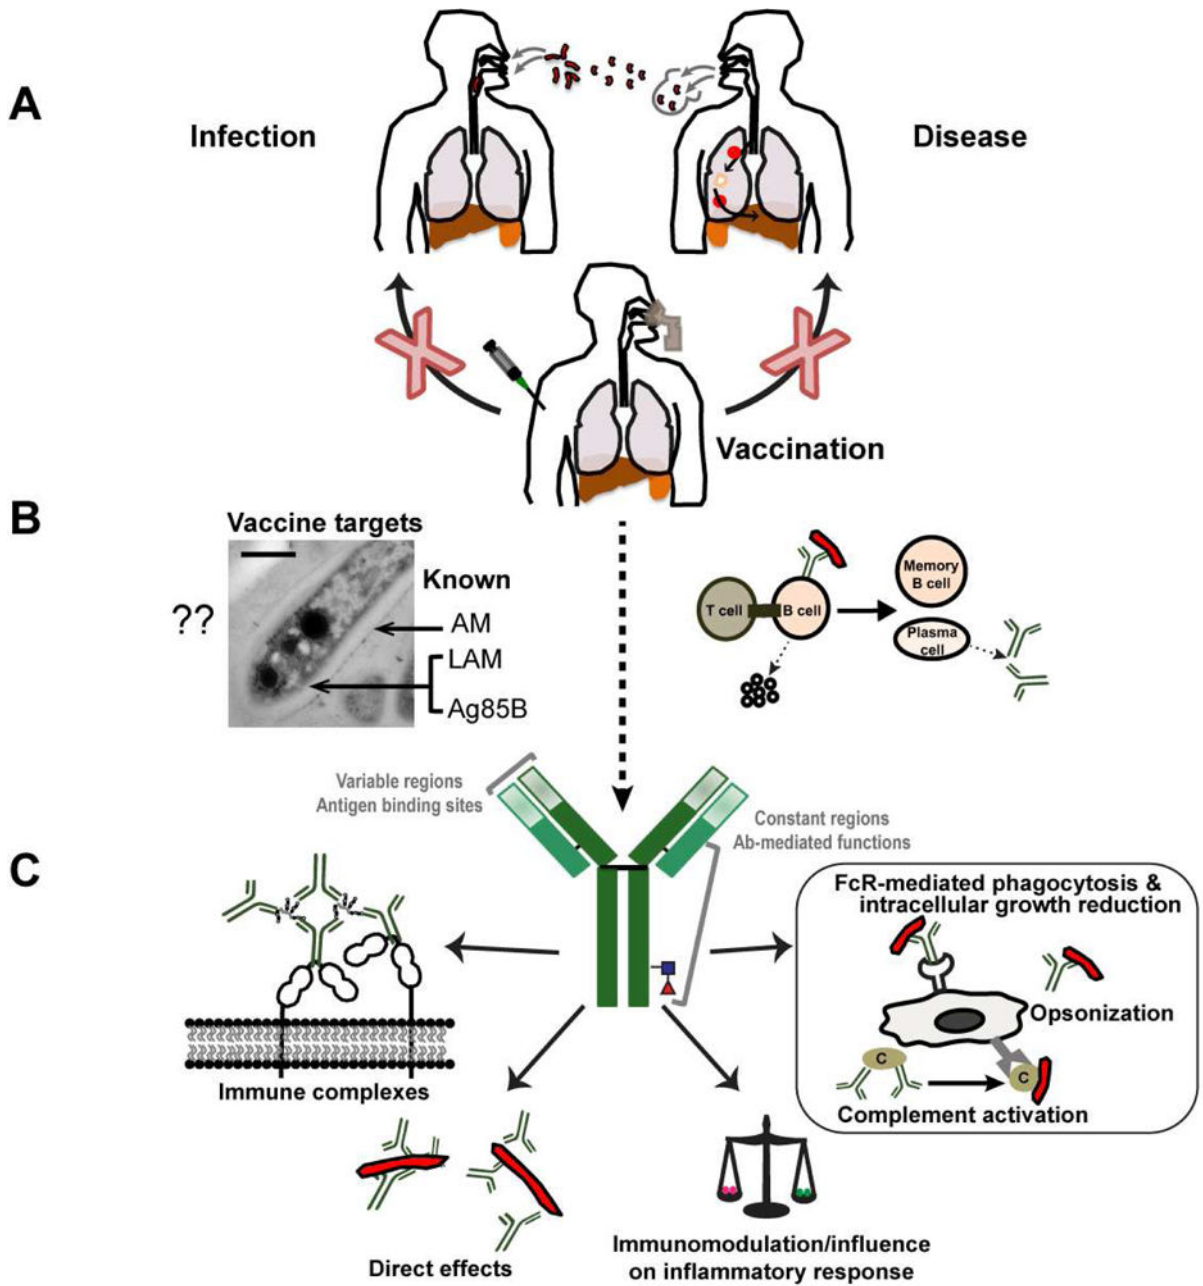 A
Infection
Disease
Vaccination
B
Vaccine targets
??
Known
AM
LAM
Ag85B
T cell
B cell
Memory
B cell
Plasma
cell
Variable regions
Antigen binding sites
Constant regions
Ab-mediated functions
C
Immune complexes
FcR-mediated phagocytosis &
intracellular growth reduction
Opsonization
C
C
Complement activation
Direct effects
Immunomodulation/influence
on inflammatory response